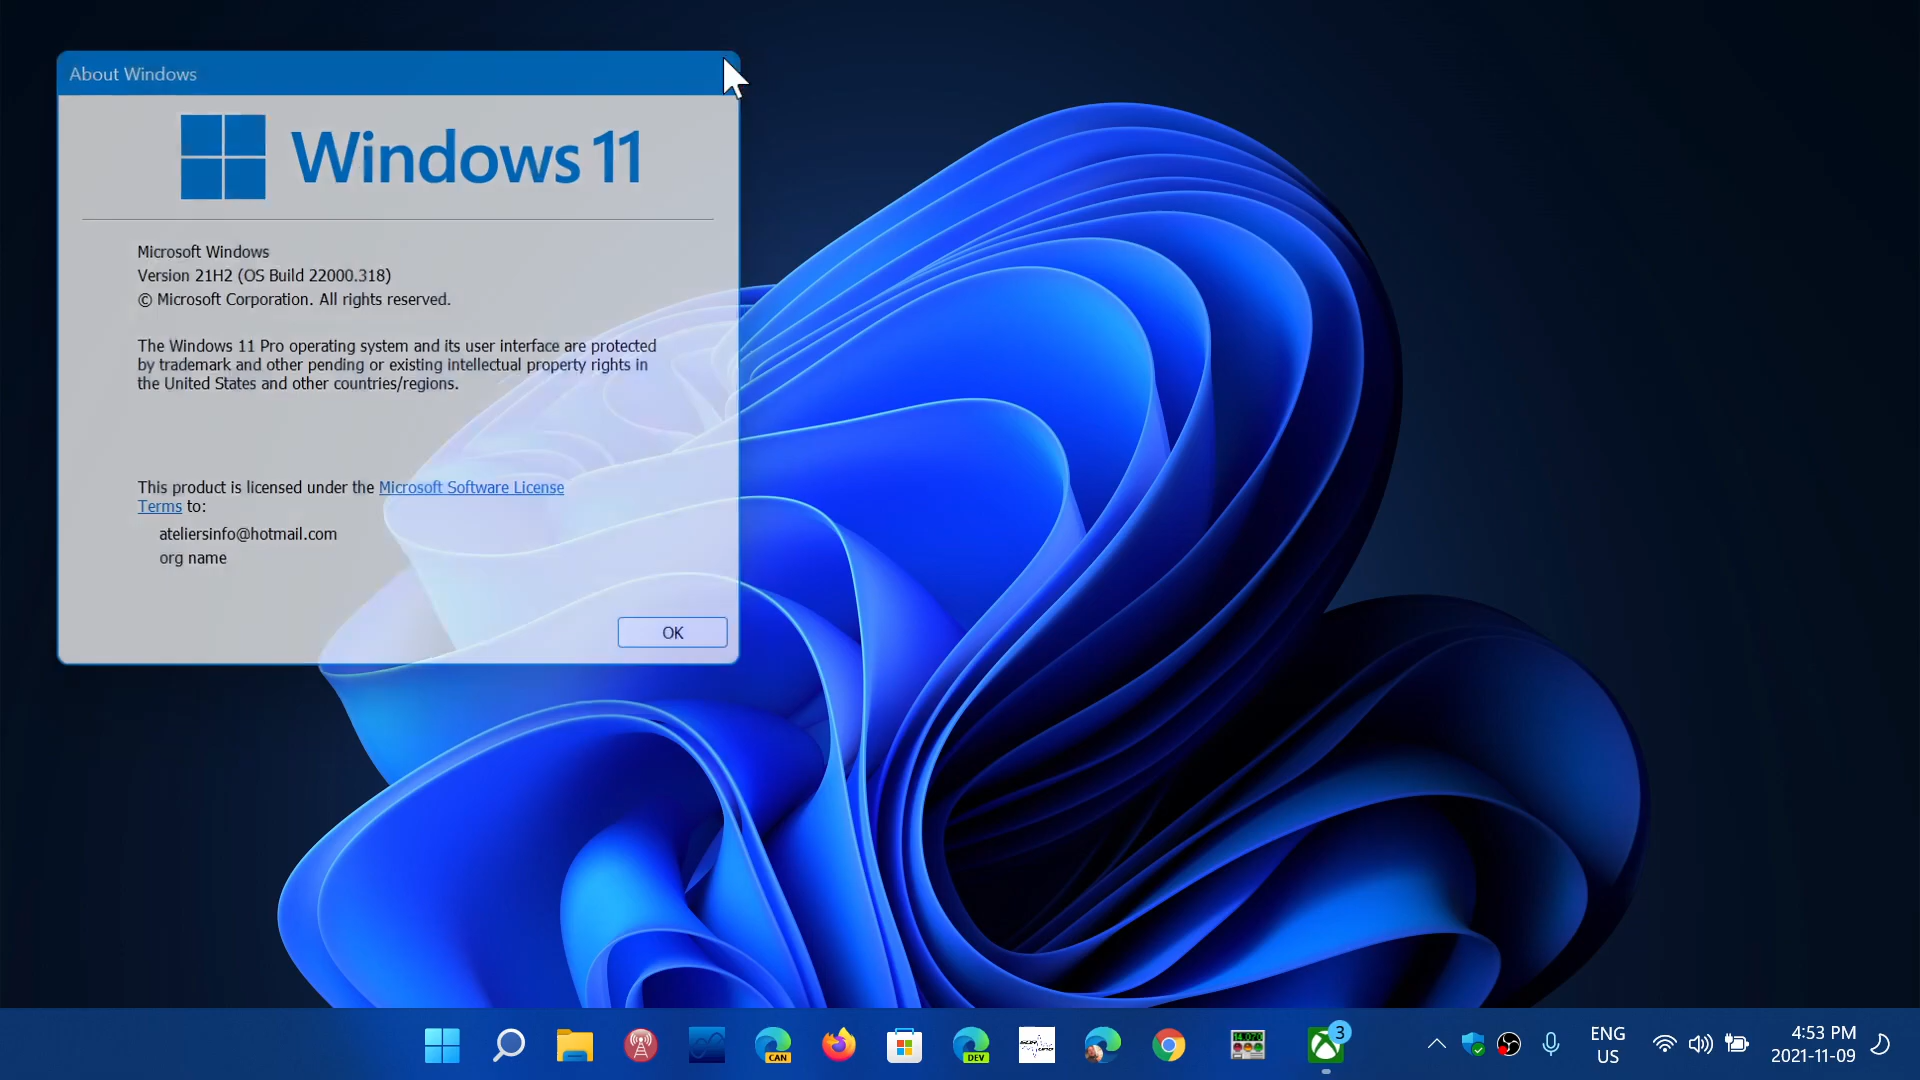 About Windows
Windows 11
Microsoft Windows
Version 21H2 (OS Build 22000.318)
© Microsoft Corporation. All rights reserved.
The Windows 11 Pro operating system and its user interface are protected
by trademark and other pending or existing intellectual property rights in
the United States and other countries/regions.
This product is licensed under the Microsoft Software License
Terms to:
ateliersinfo@hotmail.com
org name
OK
CAN
DEV
3
ENG
US
4:53 PM
2021-11-09